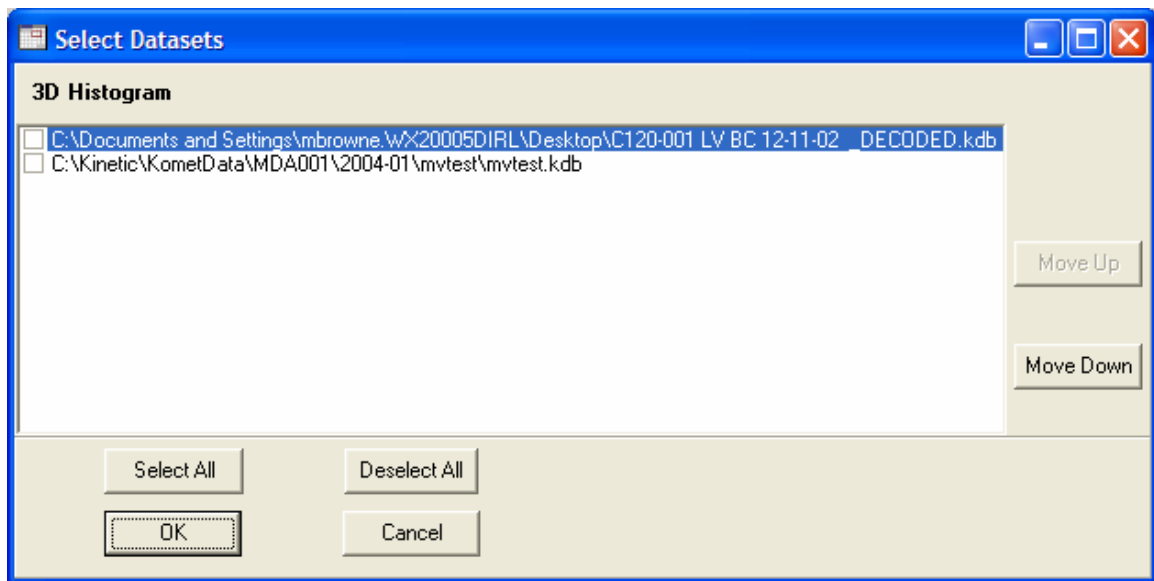 Select Datasets
3D Histogram
C:\Documents and Settings\mbrowne.WX20005DIRL\Desktop\C120-001 LV BC 12-11-02 _DECODED.kdb
C:\Kinetic\KometData\MDA001\2004-01\mvtest\mvtest.kdb
Move Up
Move Down
Select All
Deselect All
OK
Cancel